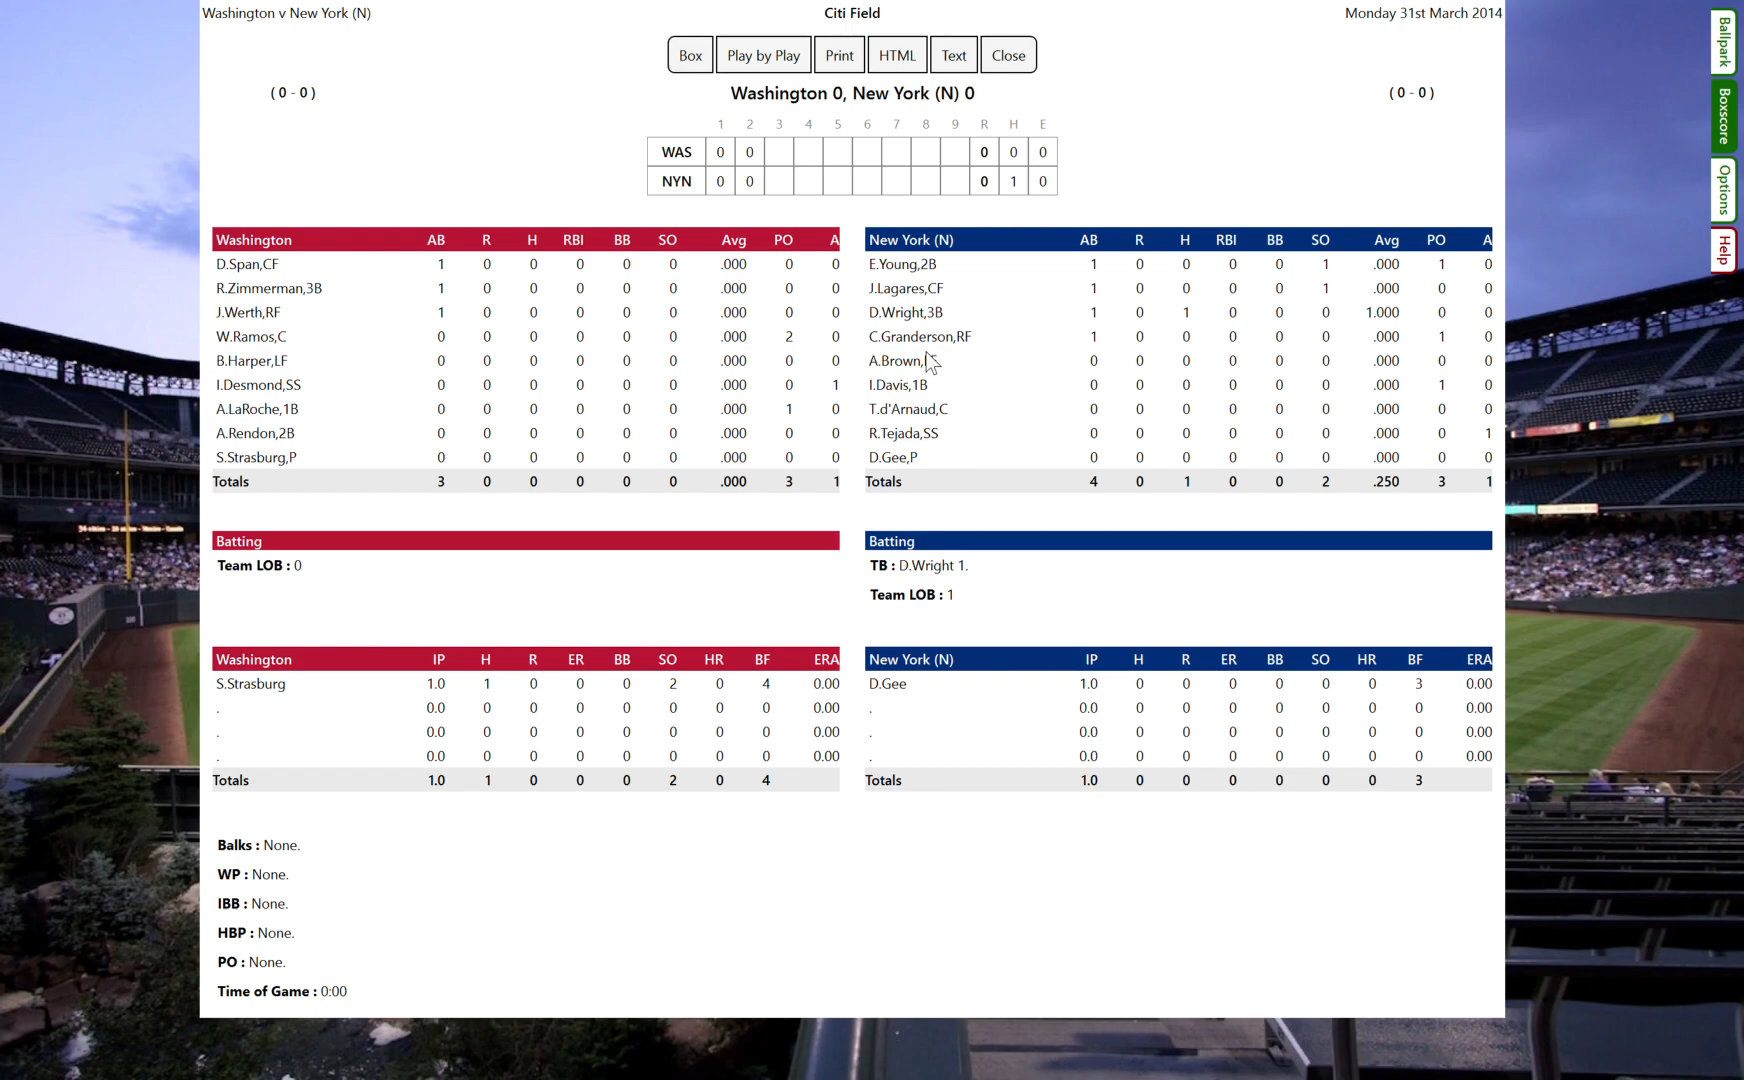 Washington v New York (N) Citi Field Monday 31st March 2014
Box Play by Play Print HTML Text Close
( 0 - 0 ) Washington 0, New York (N) 0 ( 0 - 0 )
1 2 3 4 5 6 7 8 9 R H E
WAS 0 0 0 0 0
NYN 0 0 0 1 0
Washington AB R H RBI BB SO Avg PO A
D.Span,CF 1 0 0 0 0 0 .000 0 0
R.Zimmerman,3B 1 0 0 0 0 0 .000 0 0
J.Werth,RF 1 0 0 0 0 0 .000 0 0
W.Ramos,C 0 0 0 0 0 0 .000 2 0
B.Harper,LF 0 0 0 0 0 0 .000 0 0
I.Desmond,SS 0 0 0 0 0 0 .000 0 1
A.LaRoche,1B 0 0 0 0 0 0 .000 1 0
A.Rendon,2B 0 0 0 0 0 0 .000 0 0
S.Strasburg,P 0 0 0 0 0 0 .000 0 0
Totals 3 0 0 0 0 0 .000 3 1
New York (N) AB R H RBI BB SO Avg PO A
E.Young,2B 1 0 0 0 0 1 .000 1 0
J.Lagares,CF 1 0 0 0 0 1 .000 0 0
D.Wright,3B 1 0 1 0 0 0 1.000 0 0
C.Granderson,RF 1 0 0 0 0 0 .000 1 0
A.Brown, 0 0 0 0 0 0 .000 0 0
I.Davis,1B 0 0 0 0 0 0 .000 1 0
T.d'Arnaud,C 0 0 0 0 0 0 .000 0 0
R.Tejada,SS 0 0 0 0 0 0 .000 0 1
D.Gee,P 0 0 0 0 0 0 .000 0 0
Totals 4 0 1 0 0 2 .250 3 1
Batting
Team LOB : 0
Batting
TB : D.Wright 1.
Team LOB : 1
Washington IP H R ER BB SO HR BF ERA
S.Strasburg 1.0 1 0 0 0 2 0 4 0.00
. 0.0 0 0 0 0 0 0 0 0.00
. 0.0 0 0 0 0 0 0 0 0.00
. 0.0 0 0 0 0 0 0 0 0.00
Totals 1.0 1 0 0 0 2 0 4
New York (N) IP H R ER BB SO HR BF ERA
D.Gee 1.0 0 0 0 0 0 0 3 0.00
. 0.0 0 0 0 0 0 0 0 0.00
. 0.0 0 0 0 0 0 0 0 0.00
. 0.0 0 0 0 0 0 0 0 0.00
Totals 1.0 0 0 0 0 0 0 3
Balks : None.
WP : None.
IBB : None.
HBP : None.
PO : None.
Time of Game : 0:00
Ballpark
Boxscore
Options
Help